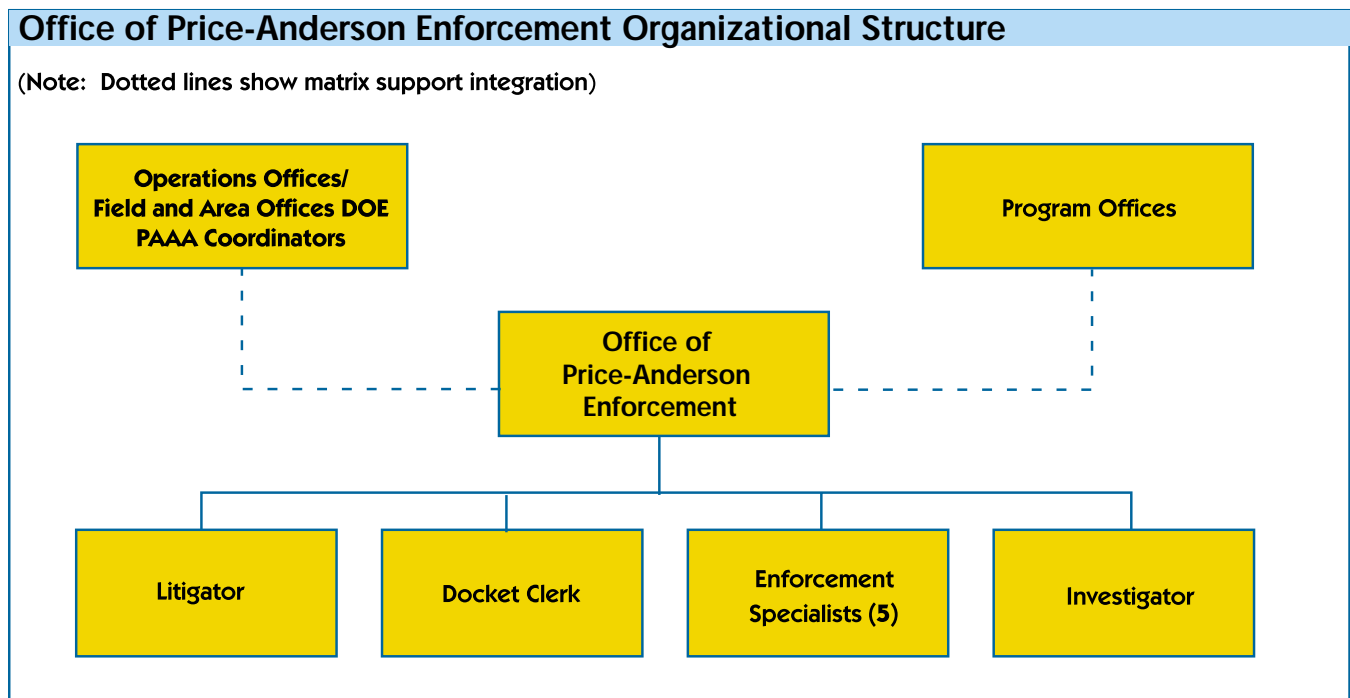 Office of Price-Anderson Enforcement Organizational Structure
(Note: Dotted lines show matrix support integration)
Operations Offices/
Field and Area Offices DOE
PAAA Coordinators
Program Offices
Office of
Price-Anderson
Enforcement
Litigator
Docket Clerk
Enforcement
Specialists (5)
Investigator